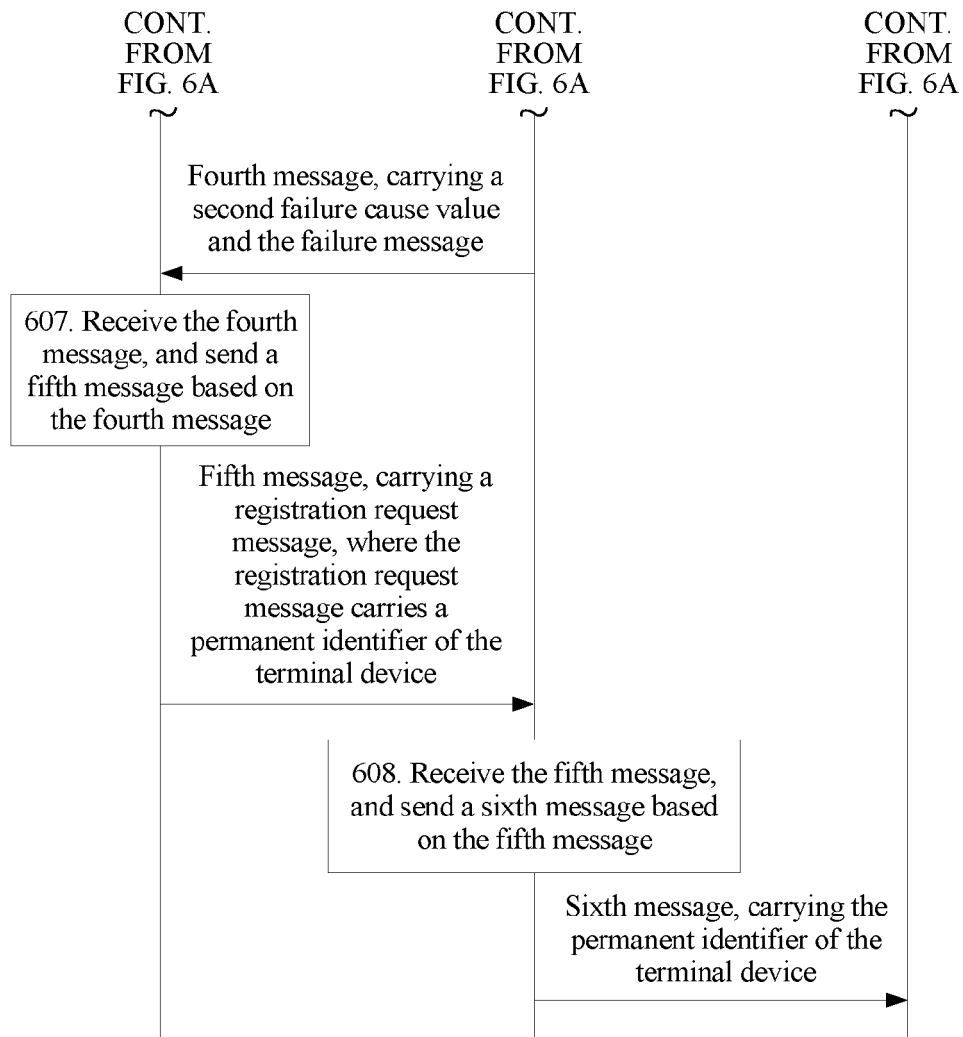 CONT.
FROM
FIG. 6A
CONT.
FROM
FIG. 6A
CONT.
FROM
FIG. 6A
Fourth message, carrying a
second failure cause value
and the failure message
607. Receive the fourth
message, and send a
fifth message based on
the fourth message
Fifth message, carrying a
registration request
message, where the
registration request
message carries a
permanent identifier of the
terminal device
608. Receive the fifth message,
and send a sixth message based
on the fifth message
Sixth message, carrying the
permanent identifier of the
terminal device